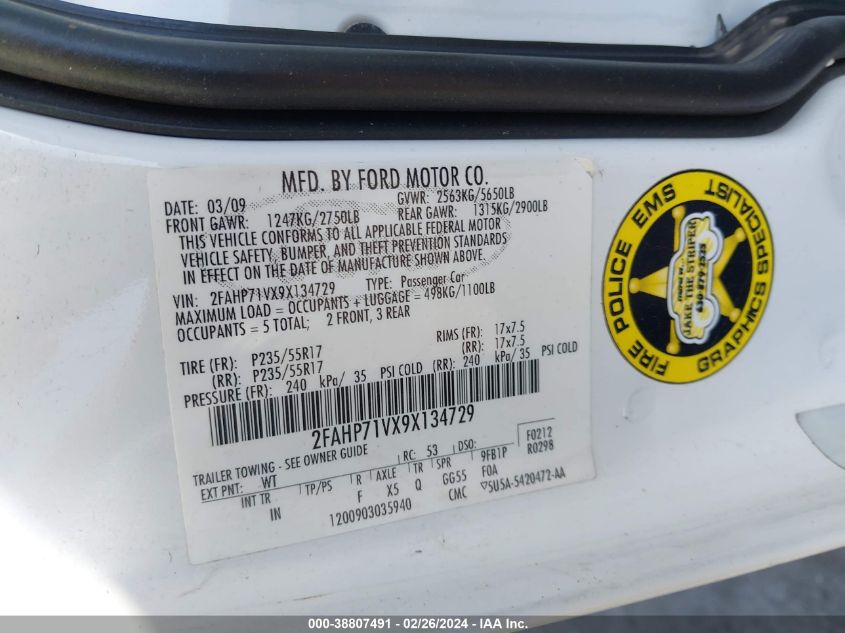 MFD. BY FORD MOTOR CO.
DATE: 03/09
GVWR: 2563KG/5650LB
FRONT GAWR: 1247KG/2750LB
REAR GAWR: 1315KG/2900LB
THIS VEHICLE CONFORMS TO ALL APPLICABLE FEDERAL MOTOR
VEHICLE SAFETY, BUMPER, AND THEFT PREVENTION STANDARDS
IN EFFECT ON THE DATE OF MANUFACTURE SHOWN ABOVE.
VIN: 2FAHP71VX9X134729
TYPE: Passenger Car
MAXIMUM LOAD = OCCUPANTS + LUGGAGE = 498KG/1100LB
OCCUPANTS = 5 TOTAL; 2 FRONT, 3 REAR
TIRE (FR): P235/55R17
RIMS (FR): 17x7.5
(RR): P235/55R17
(RR): 17x7.5
PRESSURE (FR): 240 kPa/ 35 PSI COLD (RR): 240 kPa/ 35 PSI COLD
2FAHP71VX9X134729
TRAILER TOWING - SEE OWNER GUIDE
RC: 53 DSO:
F0212
EXT PNT: WT
9FB1P
R0298
INT TR TP/PS R AXLE TR SPR
F0A
IN F X5 Q GG55
1200903035940
CMC
5U5A-5420472-AA
FIRE POLICE EMS
GRAPHICS SPECIALIST
JAKE THE STRIPER
000-38807491 - 02/26/2024 - IAA Inc.